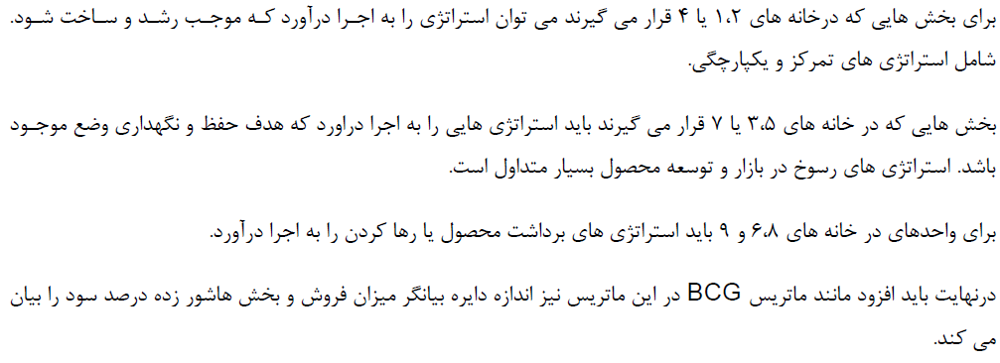 برای بخش هایی که درخانه های ۱،۲ یا ۴ قرار می گیرند می توان استراتژی را به اجرا درآورد که موجب رشد و ساخت شود.
شامل استراتژی های تمرکز و یکپارچگی.
بخش هایی که در خانه های ۳،۵ یا ۷ قرار می گیرند باید استراتژی هایی را به اجرا دراورد که هدف حفظ و نگهداری وضع موجود
باشد. استراتژی های رسوخ در بازار و توسعه محصول بسیار متداول است.
برای واحدهای در خانه های ۶،۸ و ۹ باید استراتژی های برداشت محصول یا رها کردن را به اجرا درآورد.
درنهایت باید افزود مانند ماتریس BCG در این ماتریس نیز اندازه دایره بیانگر میزان فروش و بخش هاشور زده درصد سود را بیان
می کند.